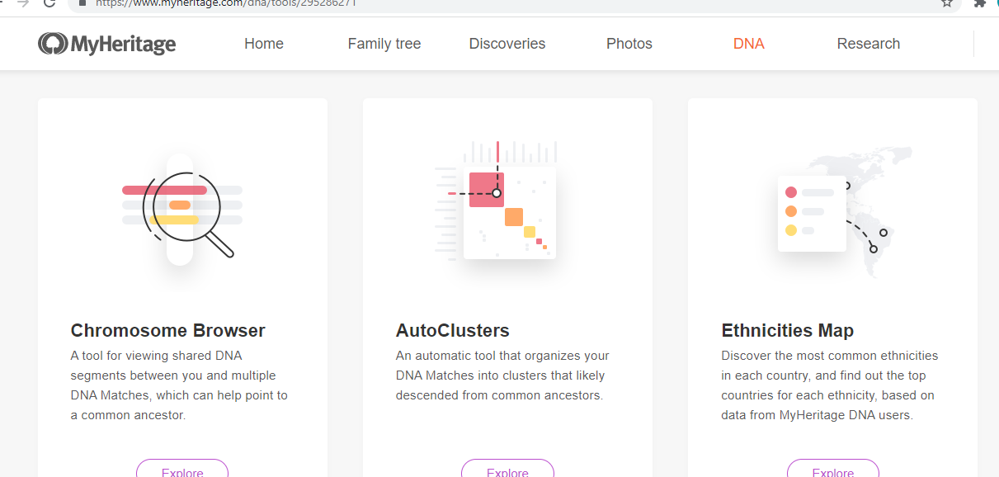 https://www.myheritage.com/dna/tools/295286271
MyHeritage Home Family tree Discoveries Photos DNA Research
Chromosome Browser
A tool for viewing shared DNA
segments between you and multiple
DNA Matches, which can help point to
a common ancestor.
Explore
AutoClusters
An automatic tool that organizes your
DNA Matches into clusters that likely
descended from common ancestors.
Explore
Ethnicities Map
Discover the most common ethnicities
in each country, and find out the top
countries for each ethnicity, based on
data from MyHeritage DNA users.
Explore